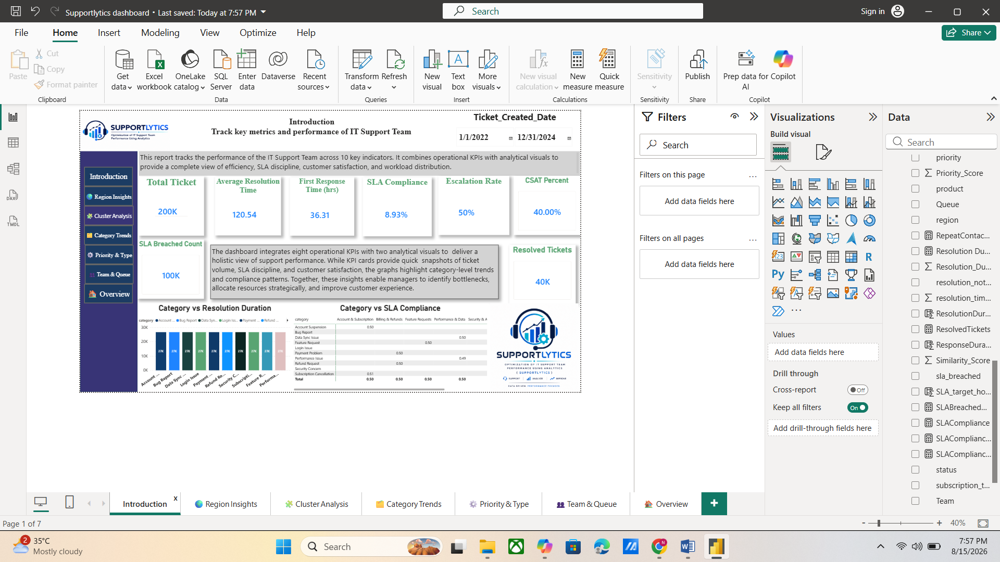 Supportlytics dashboard • Last saved: Today at 7:57 PM
Search
Sign in
File
Home
Insert
Modeling
View
Optimize
Help
Share
Paste
Cut
Copy
Format painter
Clipboard
Get data
Excel workbook
OneLake catalog
SQL Server
Enter data
Dataverse
Recent sources
Data
Transform data
Refresh
Queries
New visual
Text box
More visuals
Insert
New visual calculation
New measure
Quick measure
Calculations
Sensitivity
Sensitivity
Publish
Share
Prep data for AI
Copilot
Copilot
SUPPORTLYTICS
Optimization of IT Support Team
Performance Using Analytics
Introduction
Track key metrics and performance of IT Support Team
Ticket_Created_Date
1/1/2022
12/31/2024
This report tracks the performance of the IT Support Team across 10 key indicators. It combines operational KPIs with analytical visuals to
provide a complete view of efficiency, SLA discipline, customer satisfaction, and workload distribution.
Introduction
Region Insights
Cluster Analysis
Category Trends
Priority & Type
Team & Queue
Overview
Total Ticket
200K
Average Resolution
Time
120.54
First Response
Time (hrs)
36.31
SLA Compliance
8.93%
Escalation Rate
50%
CSAT Percent
40.00%
SLA Breached Count
100K
The dashboard integrates eight operational KPIs with two analytical visuals to deliver a
holistic view of support performance. While KPI cards provide quick snapshots of ticket
volume, SLA discipline, and customer satisfaction, the graphs highlight category-level trends
and compliance patterns. Together, these insights enable managers to identify bottlenecks,
allocate resources strategically, and improve customer experience.
Resolved Tickets
40K
Category vs Resolution Duration
category Account ... Bug Report Data Syn... Login Iss... Payment ... Refund ...
30K
20K
10K
0K
27K 27K 27K 27K 27K 27K 27K 27K 27K 27K
Account ... Bug Report Data Sync ... Login Issue Payment ... Refund Re... Security C... Subscripti... Feature R... Performa...
Category vs SLA Compliance
category Account & Subscription Billing & Refunds Feature Requests Performance & Data Security & A
Account Suspension 0.50
Bug Report
Data Sync Issue 0.50
Feature Request 0.50
Login Issue
Payment Problem 0.50
Performance Issue 0.49
Refund Request 0.50
Security Concern
Subscription Cancellation 0.51
Total 0.50 0.50 0.50 0.50
SUPPORTLYTICS
OPTIMIZATION OF IT SUPPORT TEAM
PERFORMANCE USING ANALYTICS
( SUPPORTLYTICS )
SUPPORT | ANALYZE | IMPROVE
DATA DRIVEN. PERFORMANCE FOCUSED
Filters
Search
Filters on this page
...
Add data fields here
Filters on all pages
...
Add data fields here
Visualizations
Build visual
123
R
Py
...
Values
Add data fields here
Drill through
Cross-report
Off
Keep all filters
On
Add drill-through fields here
Data
Search
priority
Priority_Score
product
Queue
region
RepeatContac...
Resolution Du...
Resolution_Du...
resolution_not...
resolution_tim...
ResolutionDur...
ResolvedTickets
ResponseDura...
Similarity_Score
sla_breached
SLA_target_ho...
SLABreached...
SLACompliance
SLAComplianc...
SLAComplianc...
status
subscription_t...
Team
DAX
TMDL
Introduction
x
Region Insights
Cluster Analysis
Category Trends
Priority & Type
Team & Queue
Overview
+
Page 1 of 7
-
+
40%
2
35°C
Mostly cloudy
Search
N
7:57 PM
8/15/2026